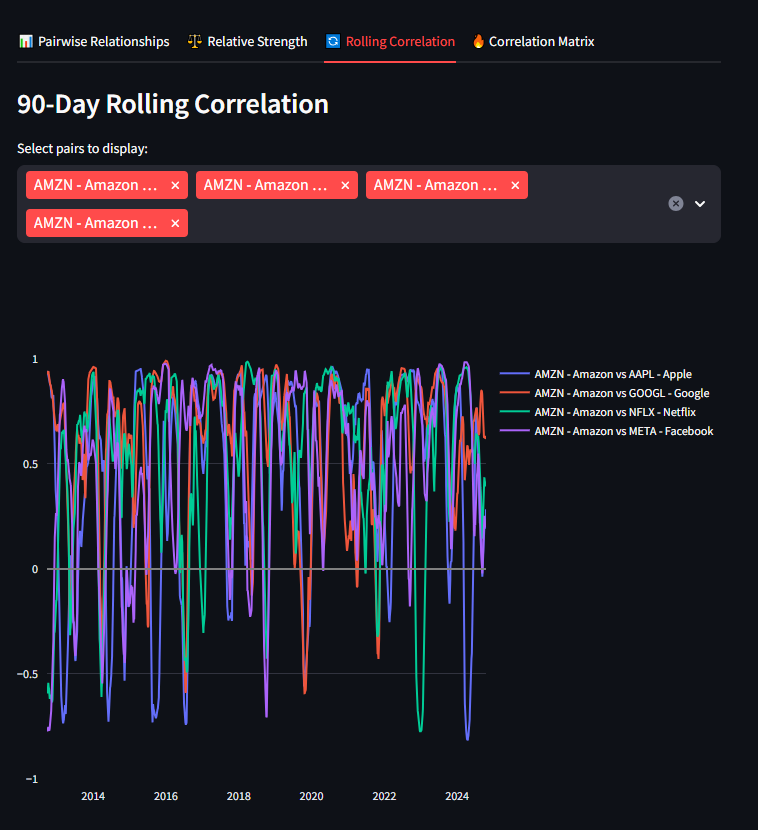 Pairwise Relationships Relative Strength Rolling Correlation Correlation Matrix
90-Day Rolling Correlation
Select pairs to display:
AMZN - Amazon ... × AMZN - Amazon ... × AMZN - Amazon ... ×
AMZN - Amazon ... ×
1
AMZN - Amazon vs AAPL - Apple
AMZN - Amazon vs GOOGL - Google
AMZN - Amazon vs NFLX - Netflix
AMZN - Amazon vs META - Facebook
0.5
0
−0.5
−1
2014 2016 2018 2020 2022 2024